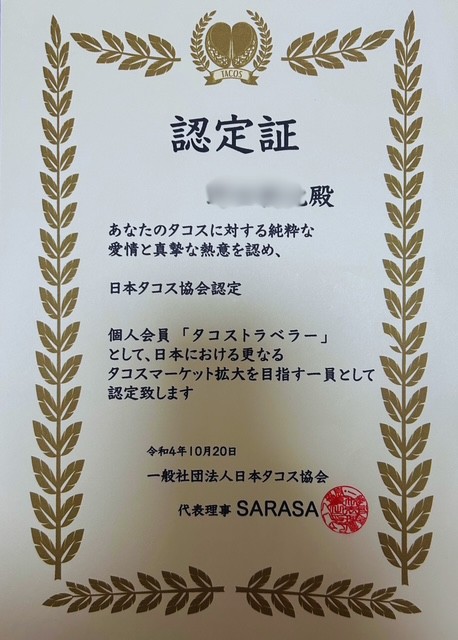 TACOS
認定証
殿
あなたのタコスに対する純粋な
愛情と真摯な熱意を認め、
日本タコス協会認定
個人会員 「タコストラベラー」
として、日本における更なる
タコスマーケット拡大を目指す一員として
認定致します
令和4年10月20日
一般社団法人日本タコス協会
代表理事 SARASA